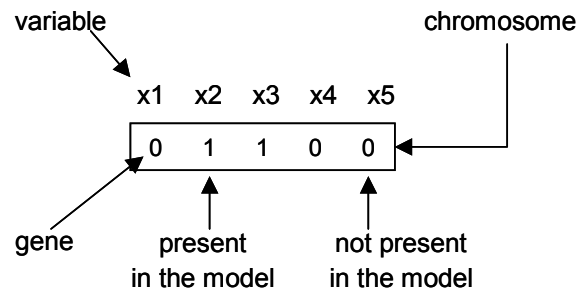 variable chromosome
x1 x2 x3 x4 x5
0 1 1 0 0
gene present not present
in the model in the model